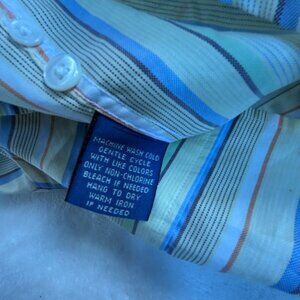 MACHINE WASH COLD
GENTLE CYCLE
WITH LIKE COLORS
ONLY NON-CHLORINE
BLEACH IF NEEDED
HANG TO DRY
WARM IRON
IF NEEDED